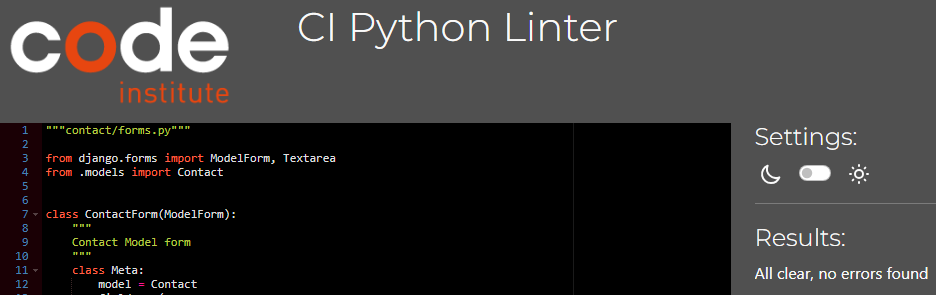 code
institute
CI Python Linter
1 """contact/forms.py"""
2
3 from django.forms import ModelForm, Textarea
4 from .models import Contact
5
6
7 class ContactForm(ModelForm):
8     """
9     Contact Model form
10     """
11     class Meta:
12         model = Contact
Settings:
Results:
All clear, no errors found